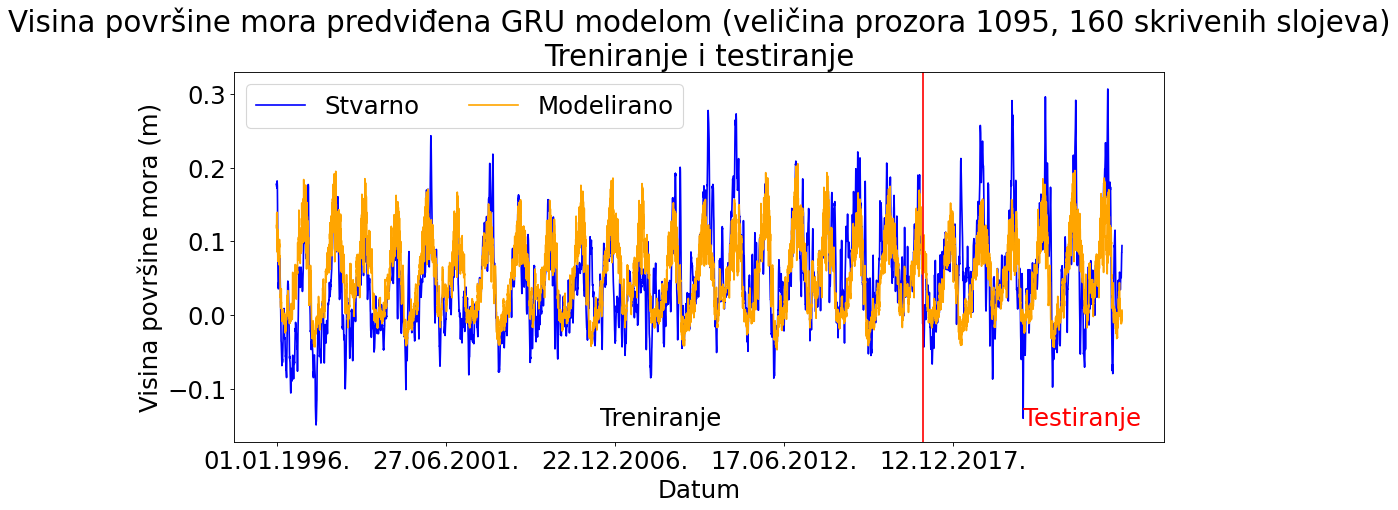 Visina površine mora predviđena GRU modelom (veličina prozora 1095, 160 skrivenih slojeva)
Treniranje i testiranje
Stvarno Modelirano
Visina površine mora (m)
0.3
0.2
0.1
0.0
−0.1
Treniranje Testiranje
01.01.1996. 27.06.2001. 22.12.2006. 17.06.2012. 12.12.2017.
Datum